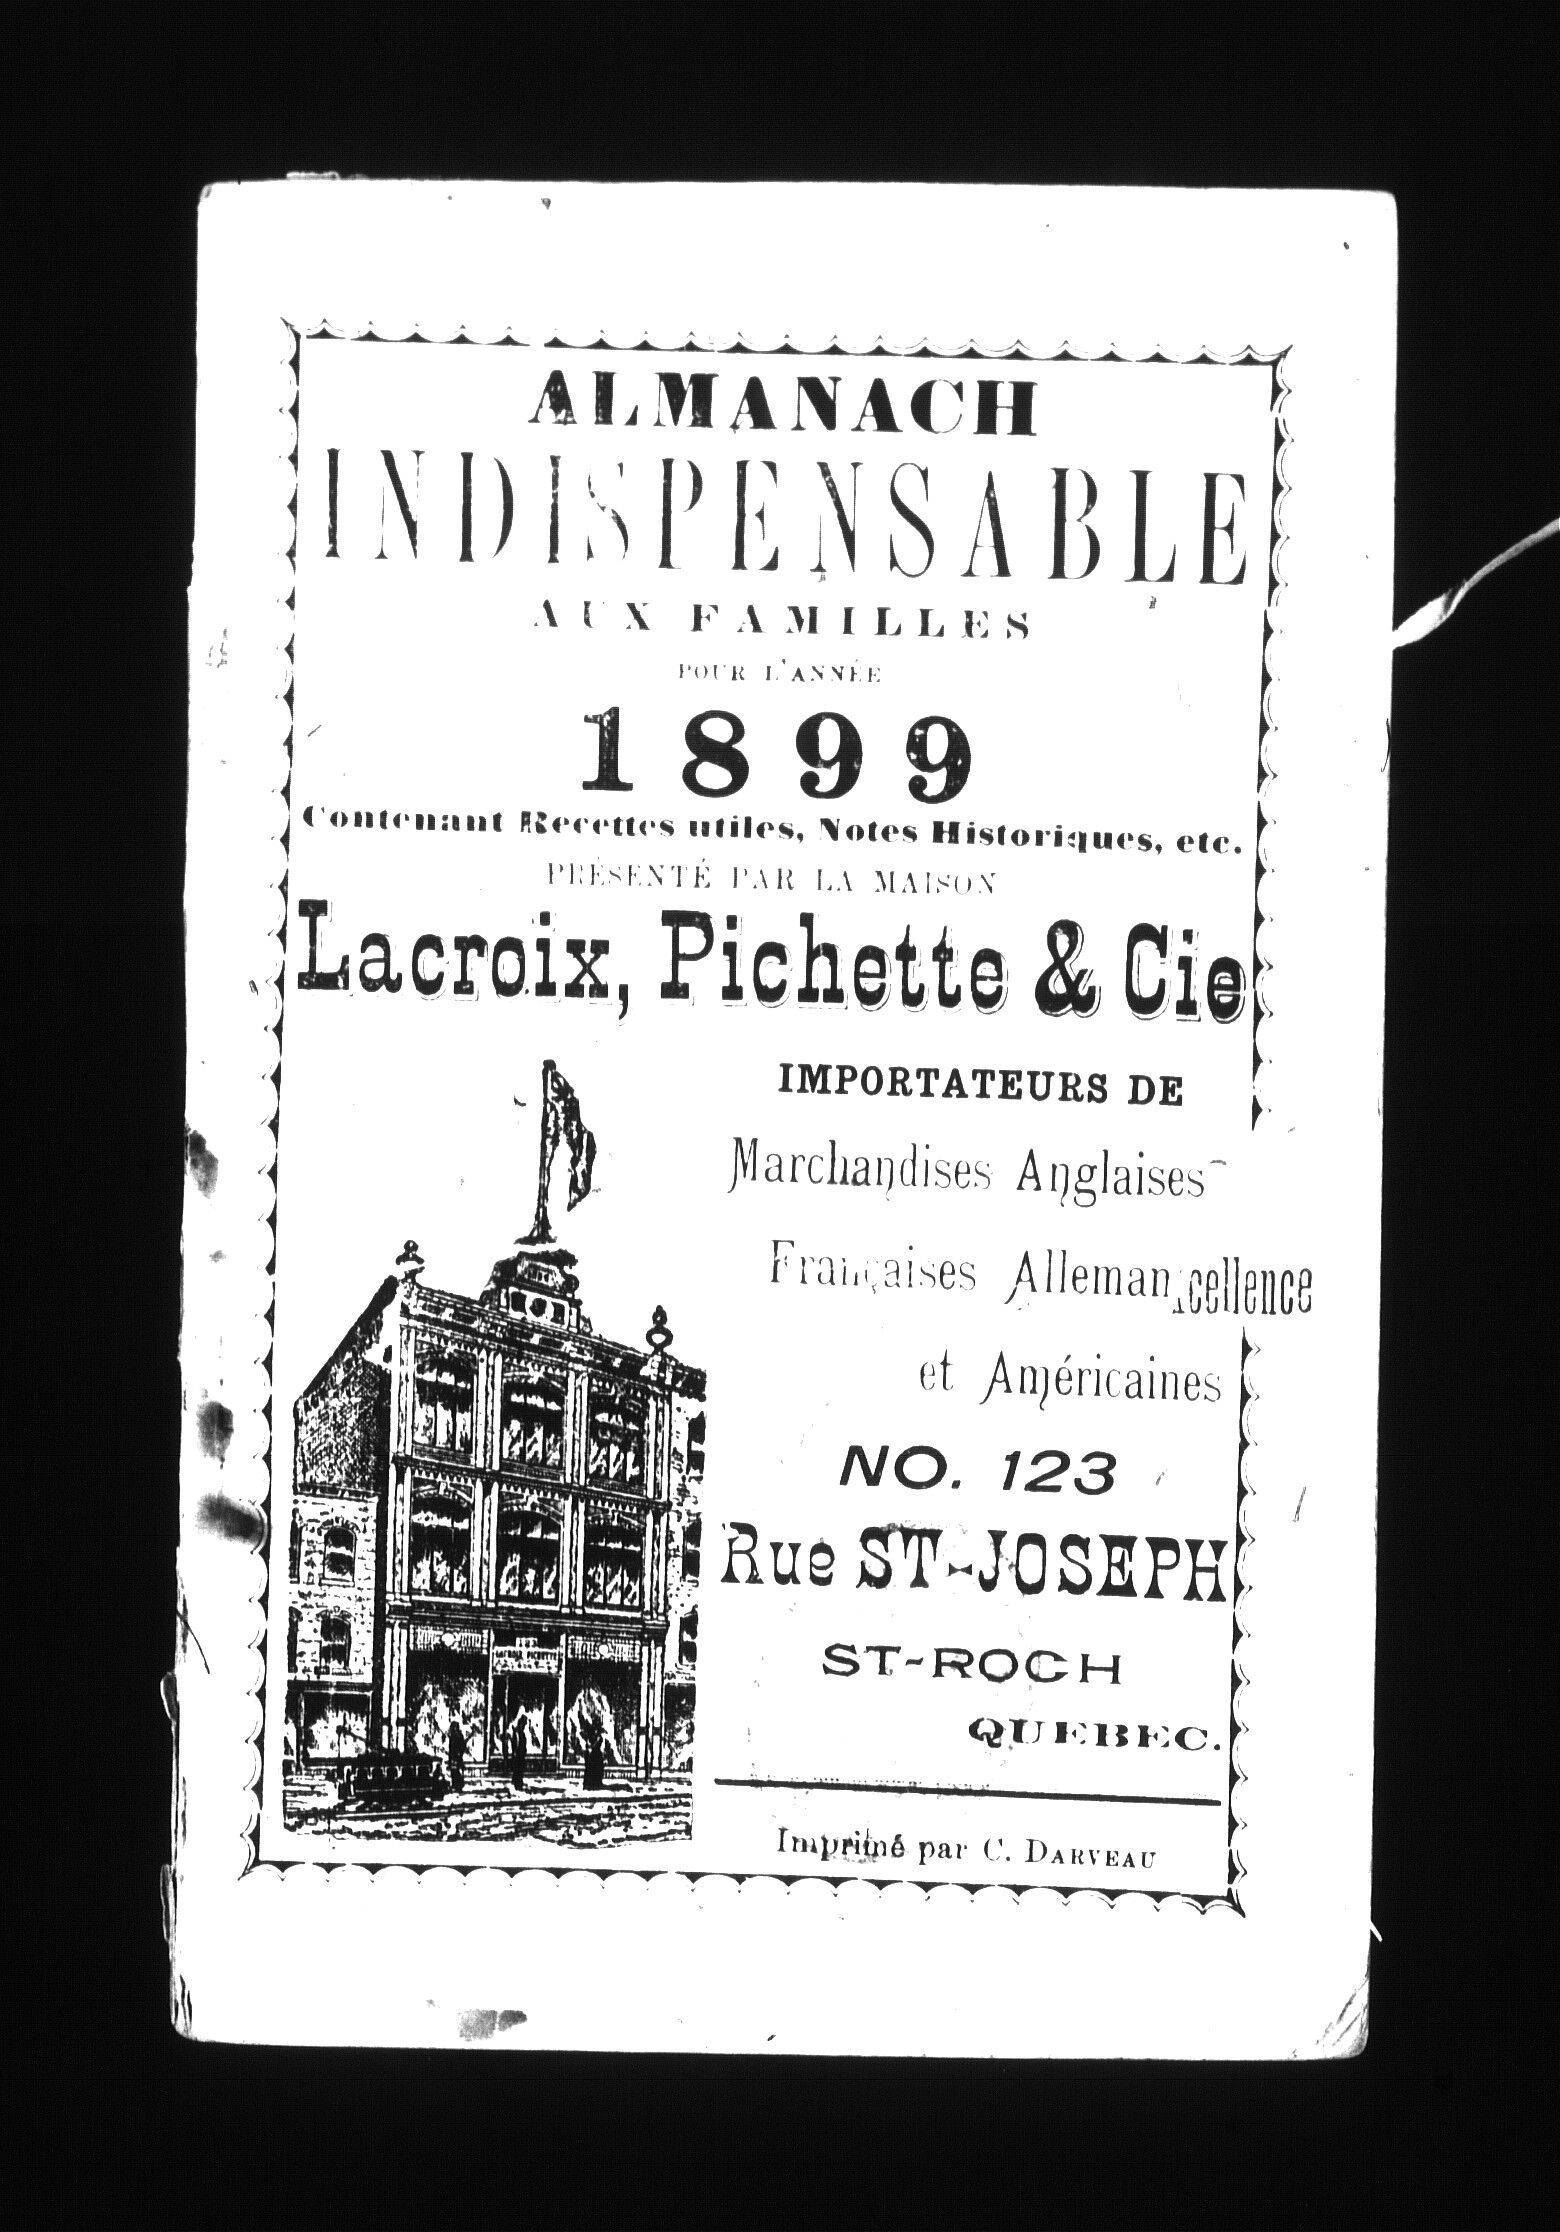 ALMANACH
INDISPENSABLE
AUX FAMILLES
POUR L'ANNÉE
1899
Contenant Recettes utiles, Notes Historiques, etc.
PRÉSENTÉ PAR LA MAISON
Lacroix, Pichette & Cie
IMPORTATEURS DE
Marchandises Anglaises
Françaises Alleman
cellence
et Américaines
NO. 123
Rue ST-JOSEPH
ST-ROCH
QUEBEC.
LACROIX PICHETTE
Imprimé par C. DARVEAU